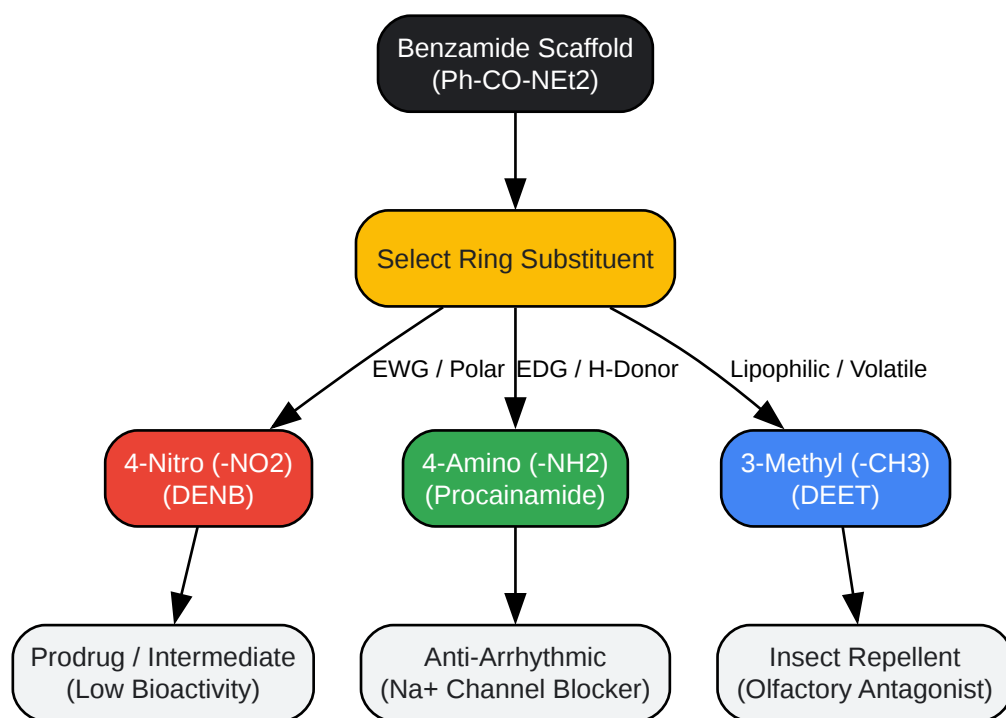 Benzamide Scaffold
(Ph-CO-NEt2)
Select Ring Substituent
EWG / Polar
EDG / H-Donor
Lipophilic / Volatile
4-Nitro (-NO2)
(DENB)
4-Amino (-NH2)
(Procainamide)
3-Methyl (-CH3)
(DEET)
Prodrug / Intermediate
(Low Bioactivity)
Anti-Arrhythmic
(Na+ Channel Blocker)
Insect Repellent
(Olfactory Antagonist)